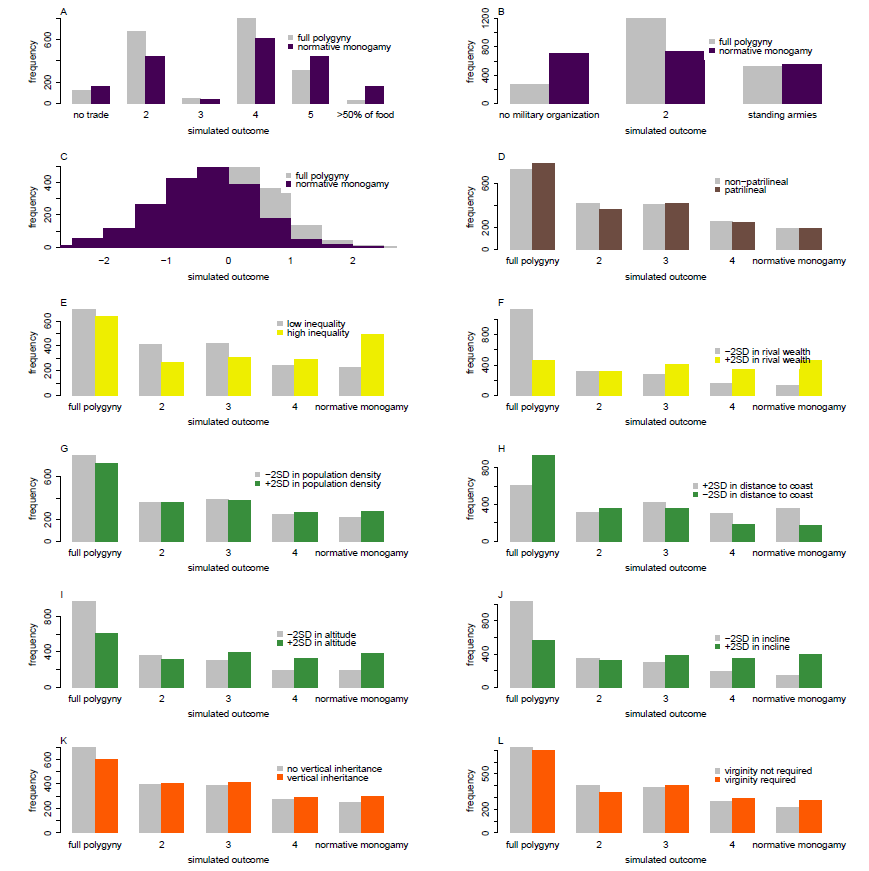 A
frequency
0
200
600
full polygyny
normative monogamy
no trade
2
3
4
5
>50% of food
simulated outcome
B
frequency
0
400
800
1200
full polygyny
normative monogamy
no military organization
2
standing armies
simulated outcome
C
frequency
0
200
400
full polygyny
normative monogamy
−2
−1
0
1
2
simulated outcome
D
frequency
0
200
600
non−patrilineal
patrilineal
full polygyny
2
3
4
normative monogamy
simulated outcome
E
frequency
0
200
400
600
low inequality
high inequality
full polygyny
2
3
4
normative monogamy
simulated outcome
F
frequency
0
400
800
−2SD in rival wealth
+2SD in rival wealth
full polygyny
2
3
4
normative monogamy
simulated outcome
G
frequency
0
200
600
−2SD in population density
+2SD in population density
full polygyny
2
3
4
normative monogamy
simulated outcome
H
frequency
0
400
800
+2SD in distance to coast
−2SD in distance to coast
full polygyny
2
3
4
normative monogamy
simulated outcome
I
frequency
0
400
800
−2SD in altitude
+2SD in altitude
full polygyny
2
3
4
normative monogamy
simulated outcome
J
frequency
0
400
800
−2SD in incline
+2SD in incline
full polygyny
2
3
4
normative monogamy
simulated outcome
K
frequency
0
200
400
600
no vertical inheritance
vertical inheritance
full polygyny
2
3
4
normative monogamy
simulated outcome
L
frequency
0
200
500
virginity not required
virginity required
full polygyny
2
3
4
normative monogamy
simulated outcome